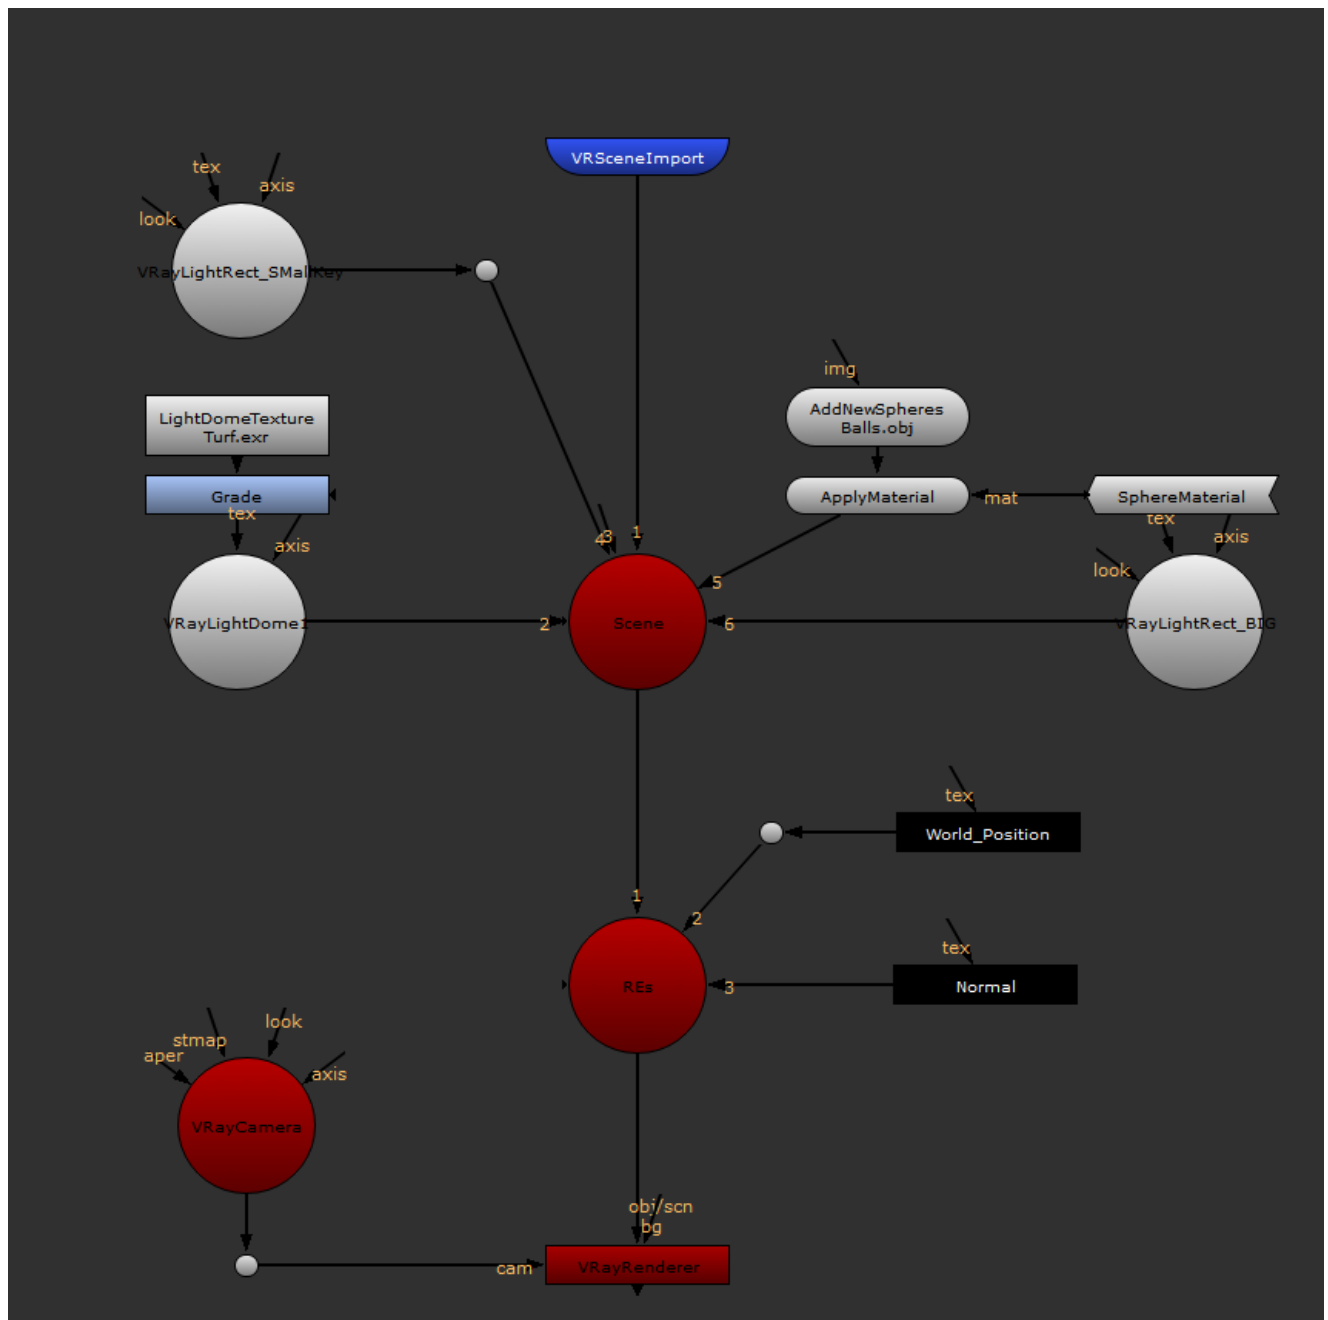 VRSceneImport
tex
axis
look
VRayLightRect_SMallKey
img
AddNewSpheres
Balls.obj
LightDomeTexture
Turf.exr
Grade
ApplyMaterial
mat
SphereMaterial
tex
axis
tex
axis
look
4
3
1
5
VRayLightDome1
2
Scene
6
VRayLightRect_BIG
tex
World_Position
1
2
tex
REs
3
Normal
look
stmap
aper
axis
VRayCamera
obj/scn
bg
cam
VRayRenderer